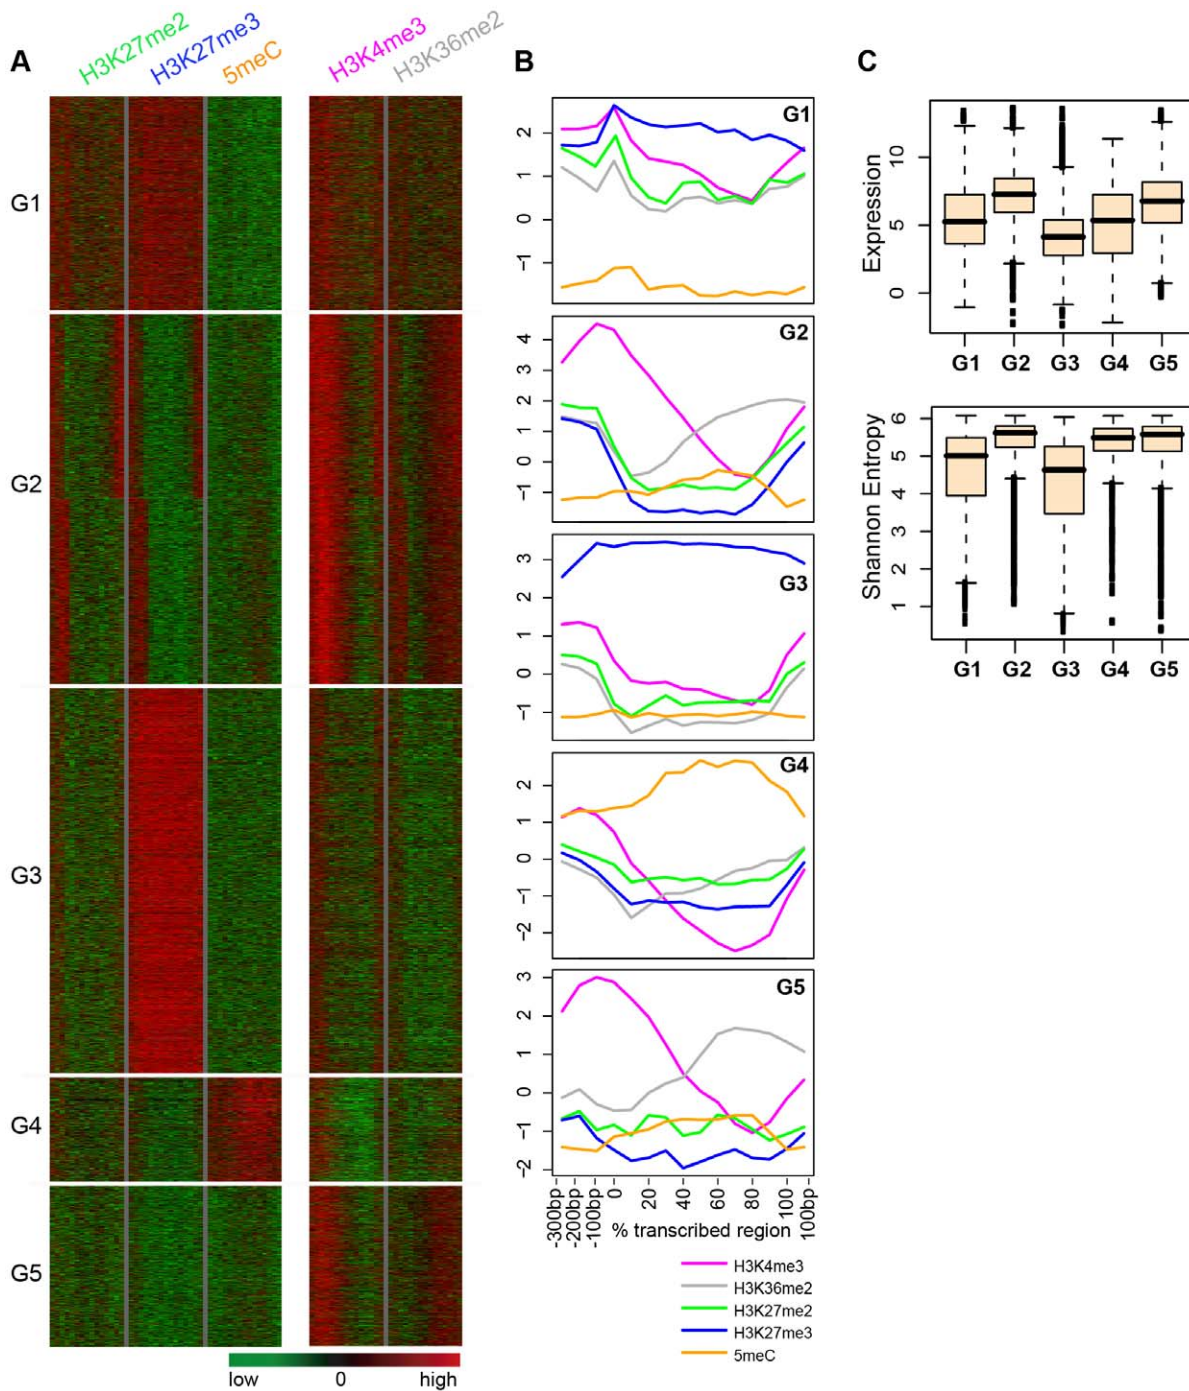 A
H3K27me2
H3K27me3
5meC
H3K4me3
H3K36me2
G1
G2
G3
G4
G5
low 0 high
B
G1
2
1
0
−1
G2
4
3
2
1
0
−1
G3
3
2
1
0
−1
G4
2
1
0
−1
−2
G5
3
2
1
0
−1
−2
-300bp -200bp -100bp 0 20 40 60 80 100 100bp
% transcribed region
H3K4me3
H3K36me2
H3K27me2
H3K27me3
5meC
C
Expression
10
5
0
G1 G2 G3 G4 G5
Shannon Entropy
6
5
4
3
2
1
G1 G2 G3 G4 G5